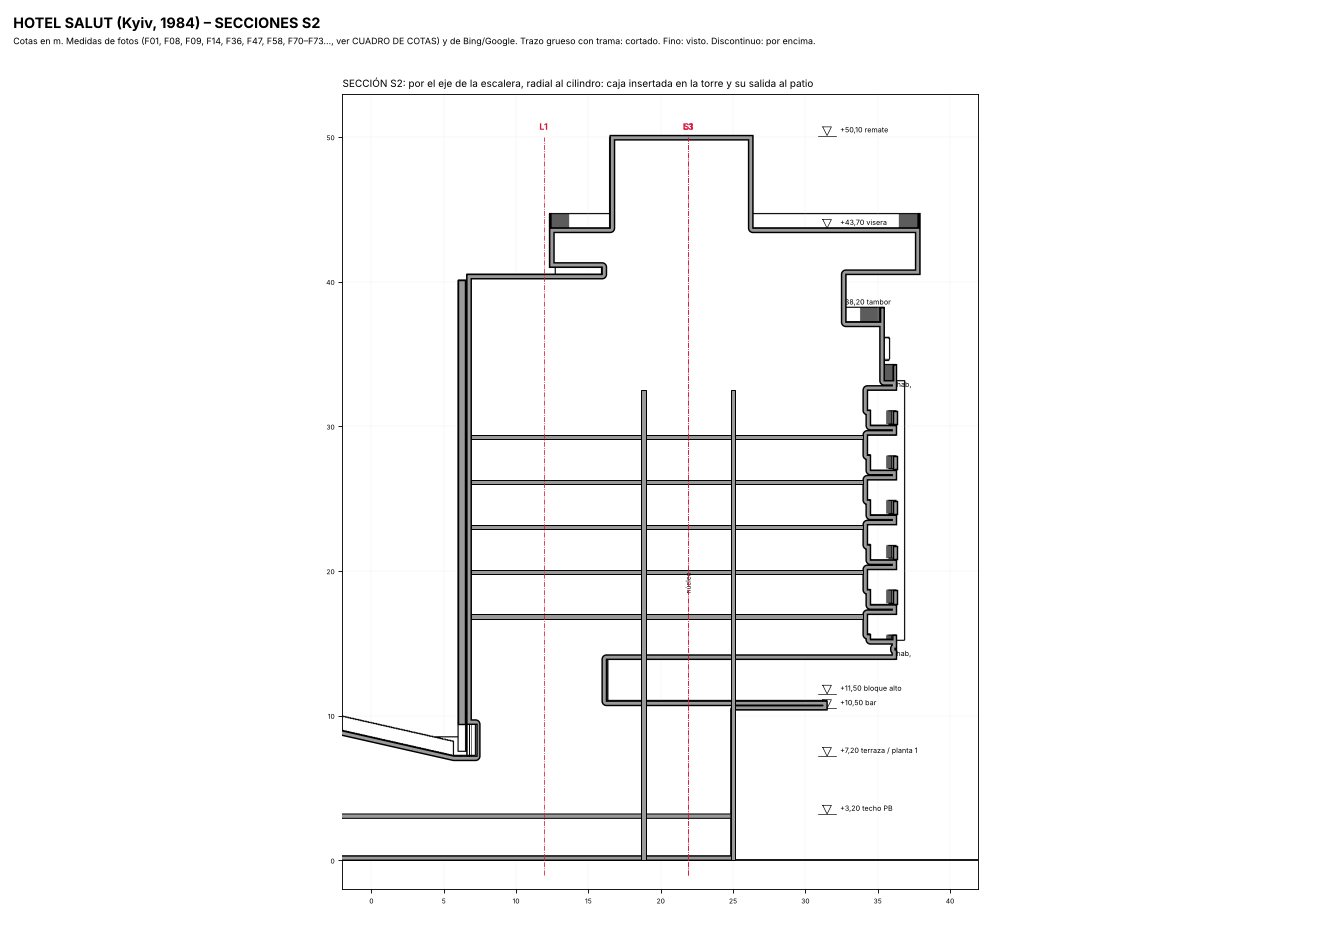 HOTEL SALUT (Kyiv, 1984) – SECCIONES S2
Cotas en m. Medidas de fotos (F01, F08, F09, F14, F36, F47, F58, F70–F73..., ver CUADRO DE COTAS) y de Bing/Google. Trazo grueso con trama: cortado. Fino: visto. Discontinuo: por encima.
SECCIÓN S2: por el eje de la escalera, radial al cilindro: caja insertada en la torre y su salida al patio
L1
+50,10 remate
50
+43,70 visera
40
38,20 tambor
hab,
30
20
núcleo
hab,
+11,50 bloque alto
+10,50 bar
10
+7,20 terraza / planta 1
+3,20 techo PB
0
0 5 10 15 20 25 30 35 40